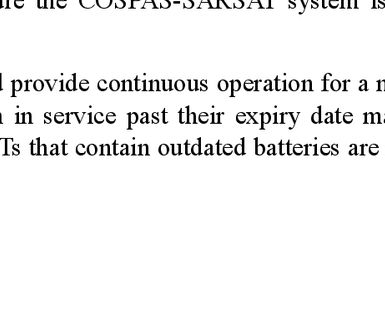 the COSPAS-SARSAT system is
provide continuous operation for a
in service past their expiry date
Ts that contain outdated batteries are